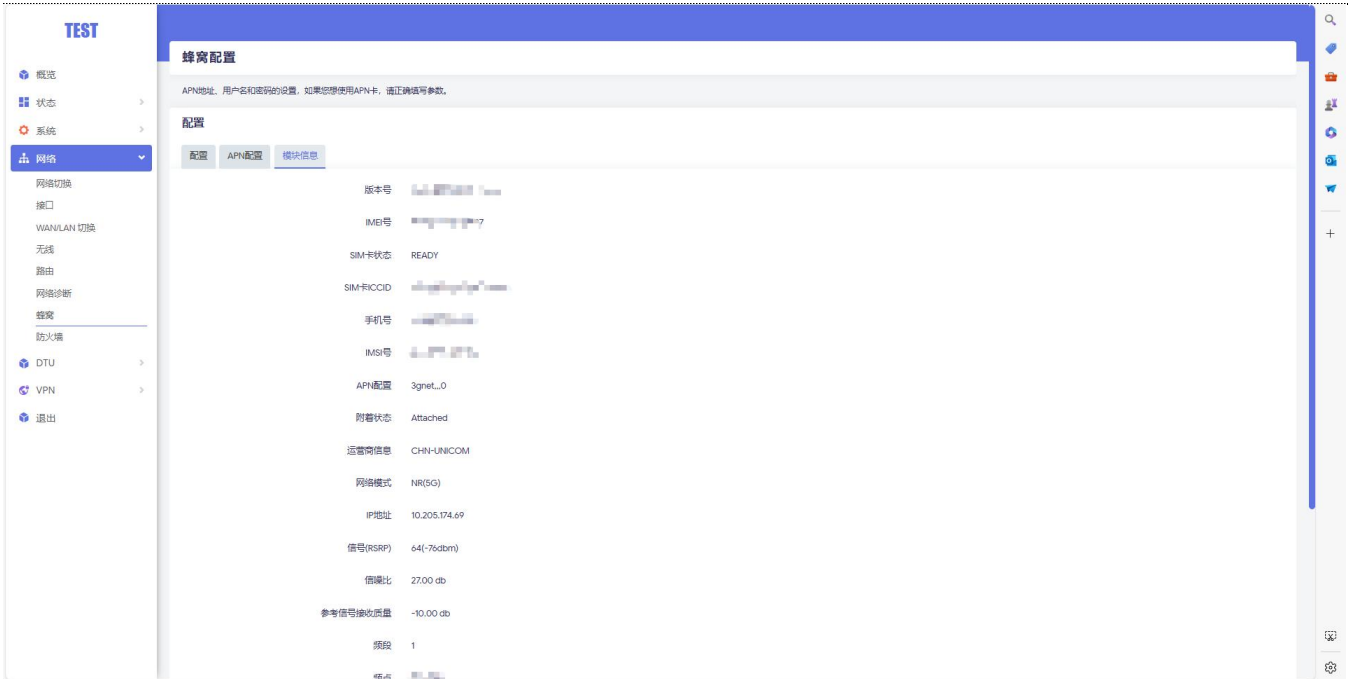 TEST
概览
状态
系统
网络
网络切换
接口
WAN/LAN 切换
无线
路由
网络诊断
蜂窝
防火墙
DTU
VPN
退出
蜂窝配置
APN地址、用户名和密码的设置,如果您想使用APN卡,请正确填写参数。
配置
配置 APN配置 模块信息
版本号
IMEI号 7
SIM卡状态 READY
SIM卡ICCID
手机号
IMSI号
APN配置 3gnet,,,0
附着状态 Attached
运营商信息 CHN-UNICOM
网络模式 NR(5G)
IP地址 10.205.174.69
信号(RSRP) 64(-76dbm)
信噪比 27.00 db
参考信号接收质量 -10.00 db
频段 1
频点